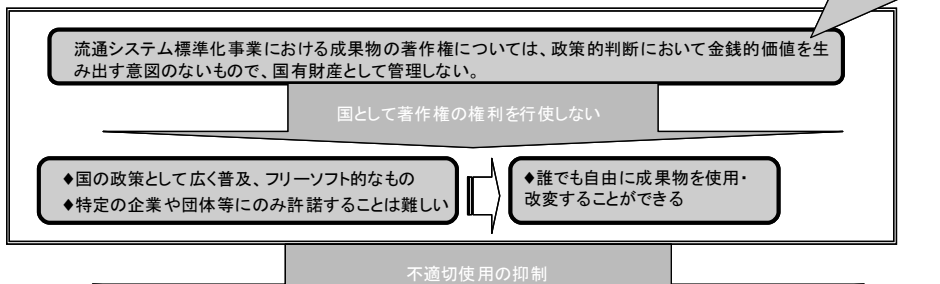 流通システム標準化事業における成果物の著作権については、政策的判断において金銭的価値を生
み出す意図のないもので、国有財産として管理しない。
国として著作権の権利を行使しない
♦国の政策として広く普及、フリーソフト的なもの
♦特定の企業や団体等にのみ許諾することは難しい
♦誰でも自由に成果物を使用・
改変することができる
不適切使用の抑制